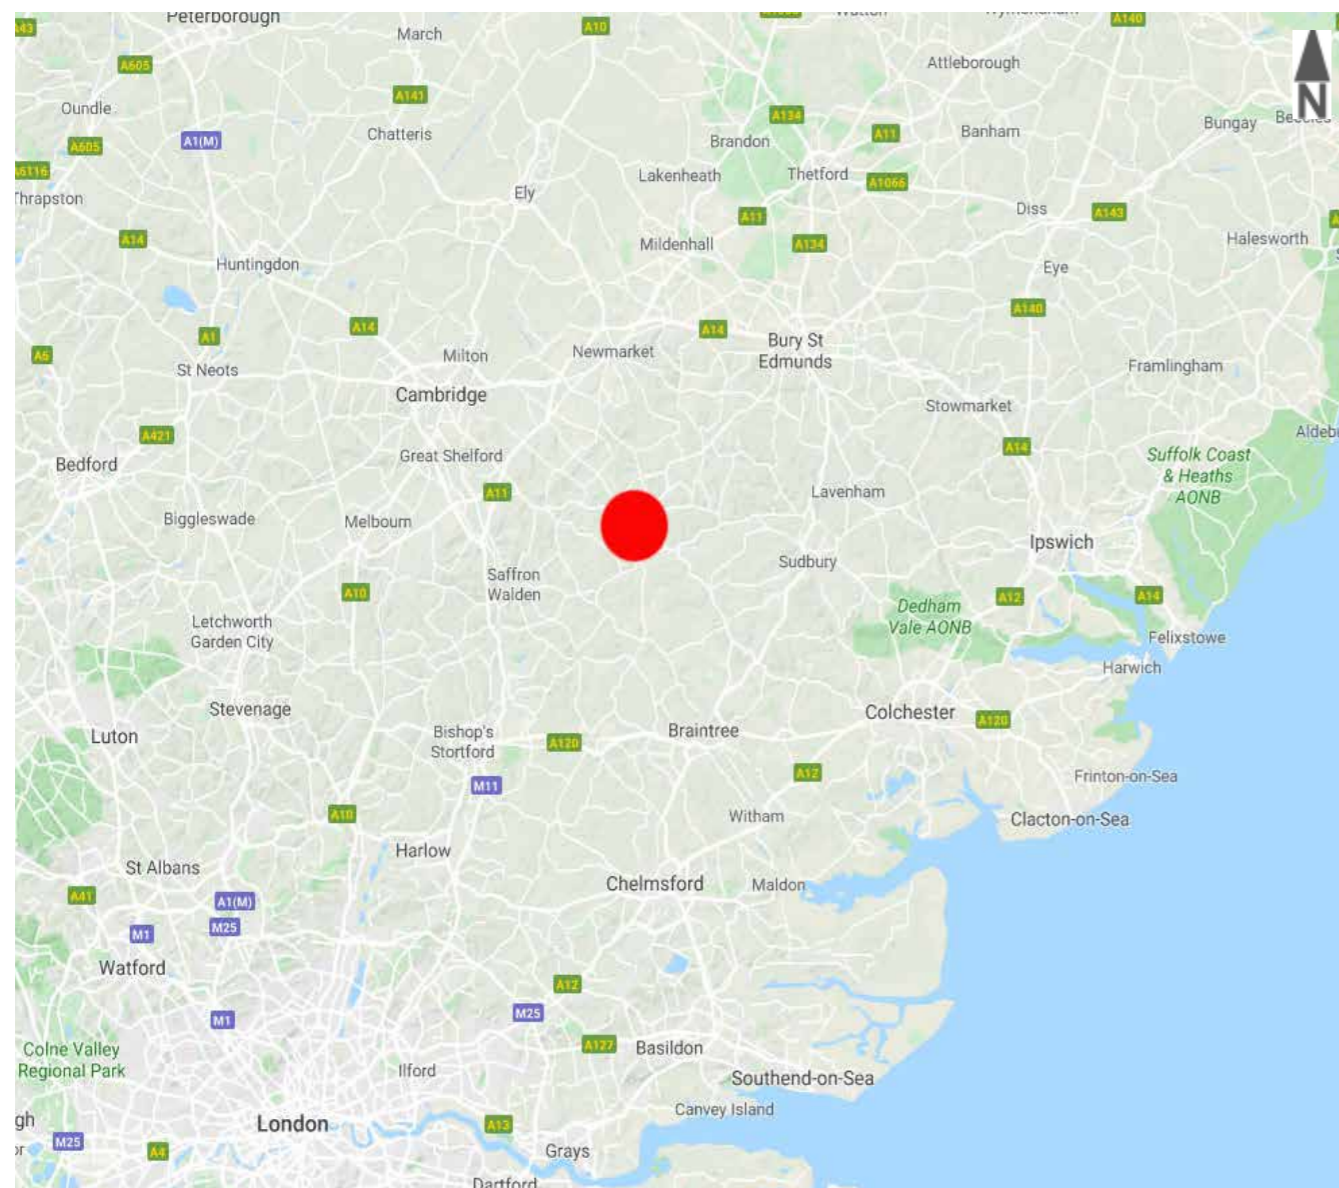 Peterborough
A10
A140
A43
March
A605
Attleborough
N
A141
Oundle
Chatteris
A1(M)
A605
A134
A11
Banham
Bungay
Beccles
Brandon
A6116
Thrapston
Ely
Lakenheath
Thetford
A1066
A14
A11
Diss
A143
Mildenhall
A134
Halesworth
Huntingdon
Eye
A140
A14
A1
A14
A6
Milton
Newmarket
Bury St
Edmunds
St Neots
Framlingham
Cambridge
Stowmarket
A421
Aldeb
Bedford
Great Shelford
A14
Suffolk Coast
& Heaths
AONB
A11
Lavenham
Biggleswade
Melbourn
Ipswich
Sudbury
Saffron
Walden
A10
A12
A14
Dedham
Vale AONB
Letchworth
Garden City
Felixstowe
Harwich
Stevenage
Colchester
A120
Luton
Bishop's
Stortford
A120
Braintree
M11
A12
Frinton-on-Sea
A10
Witham
Clacton-on-Sea
Harlow
St Albans
Chelmsford
Maldon
A41
A1(M)
M25
M1
Watford
A12
M25
M1
A127
Basildon
Colne Valley
Regional Park
Ilford
Southend-on-Sea
Canvey Island
gh
London
A13
M25
A4
Grays
Dartford